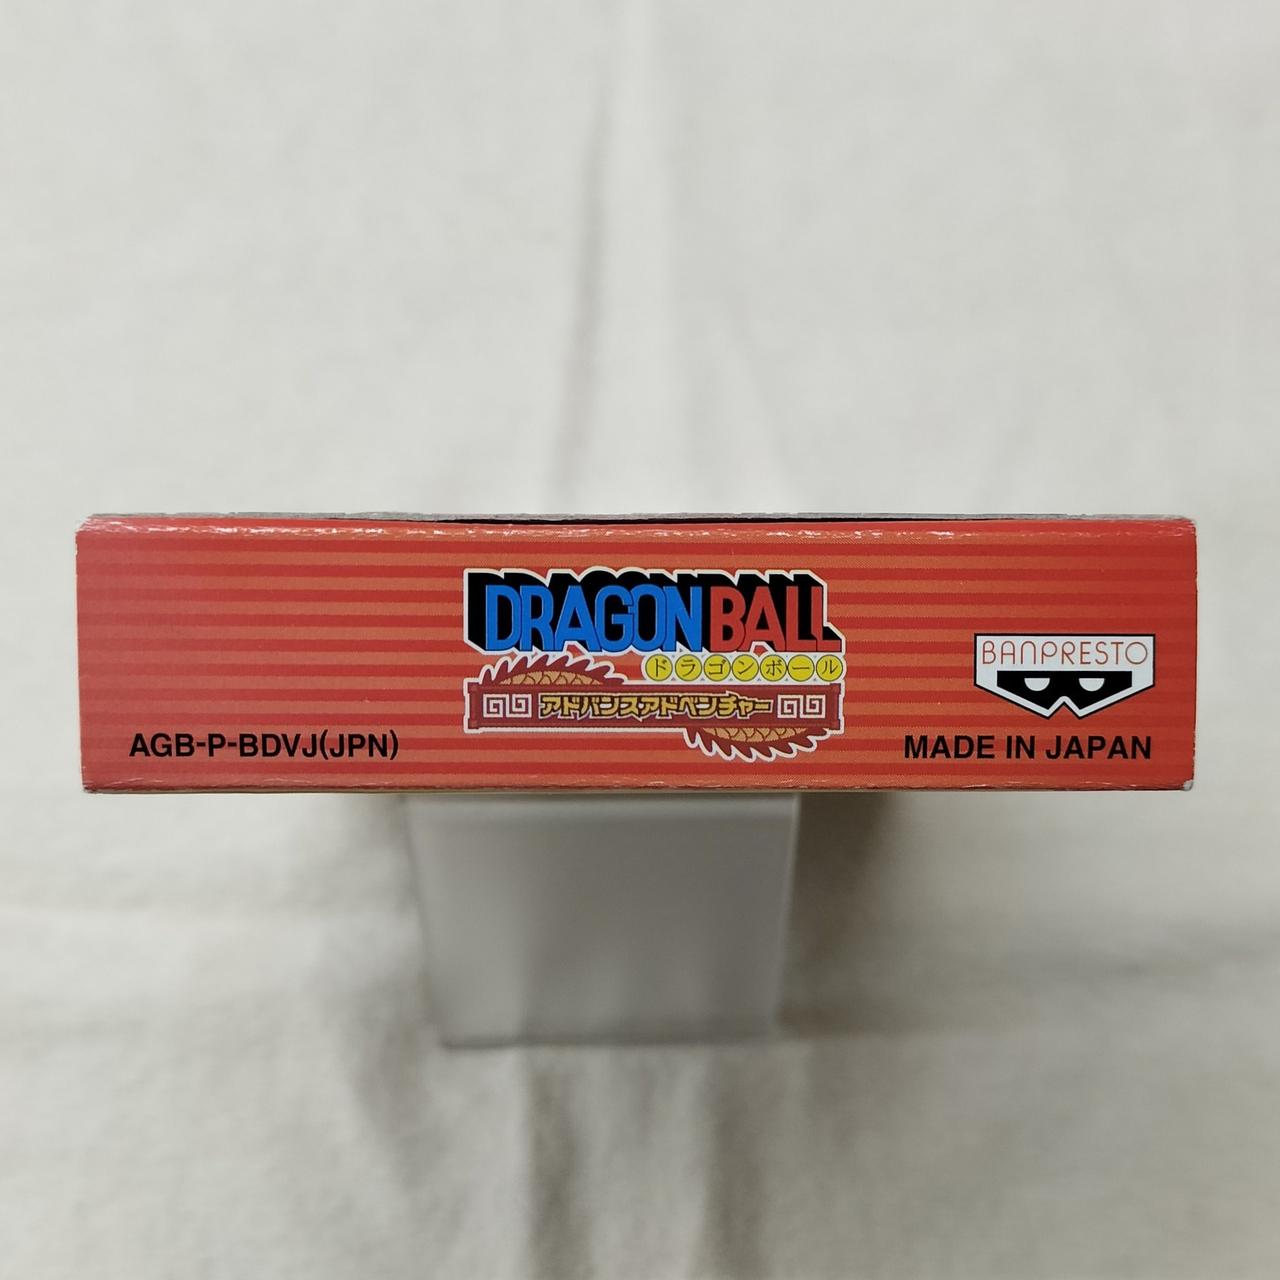 DRAGON BALL
ドラゴンボール
アドバンスアドベンチャー
BANPRESTO
AGB-P-BDVJ(JPN)
MADE IN JAPAN